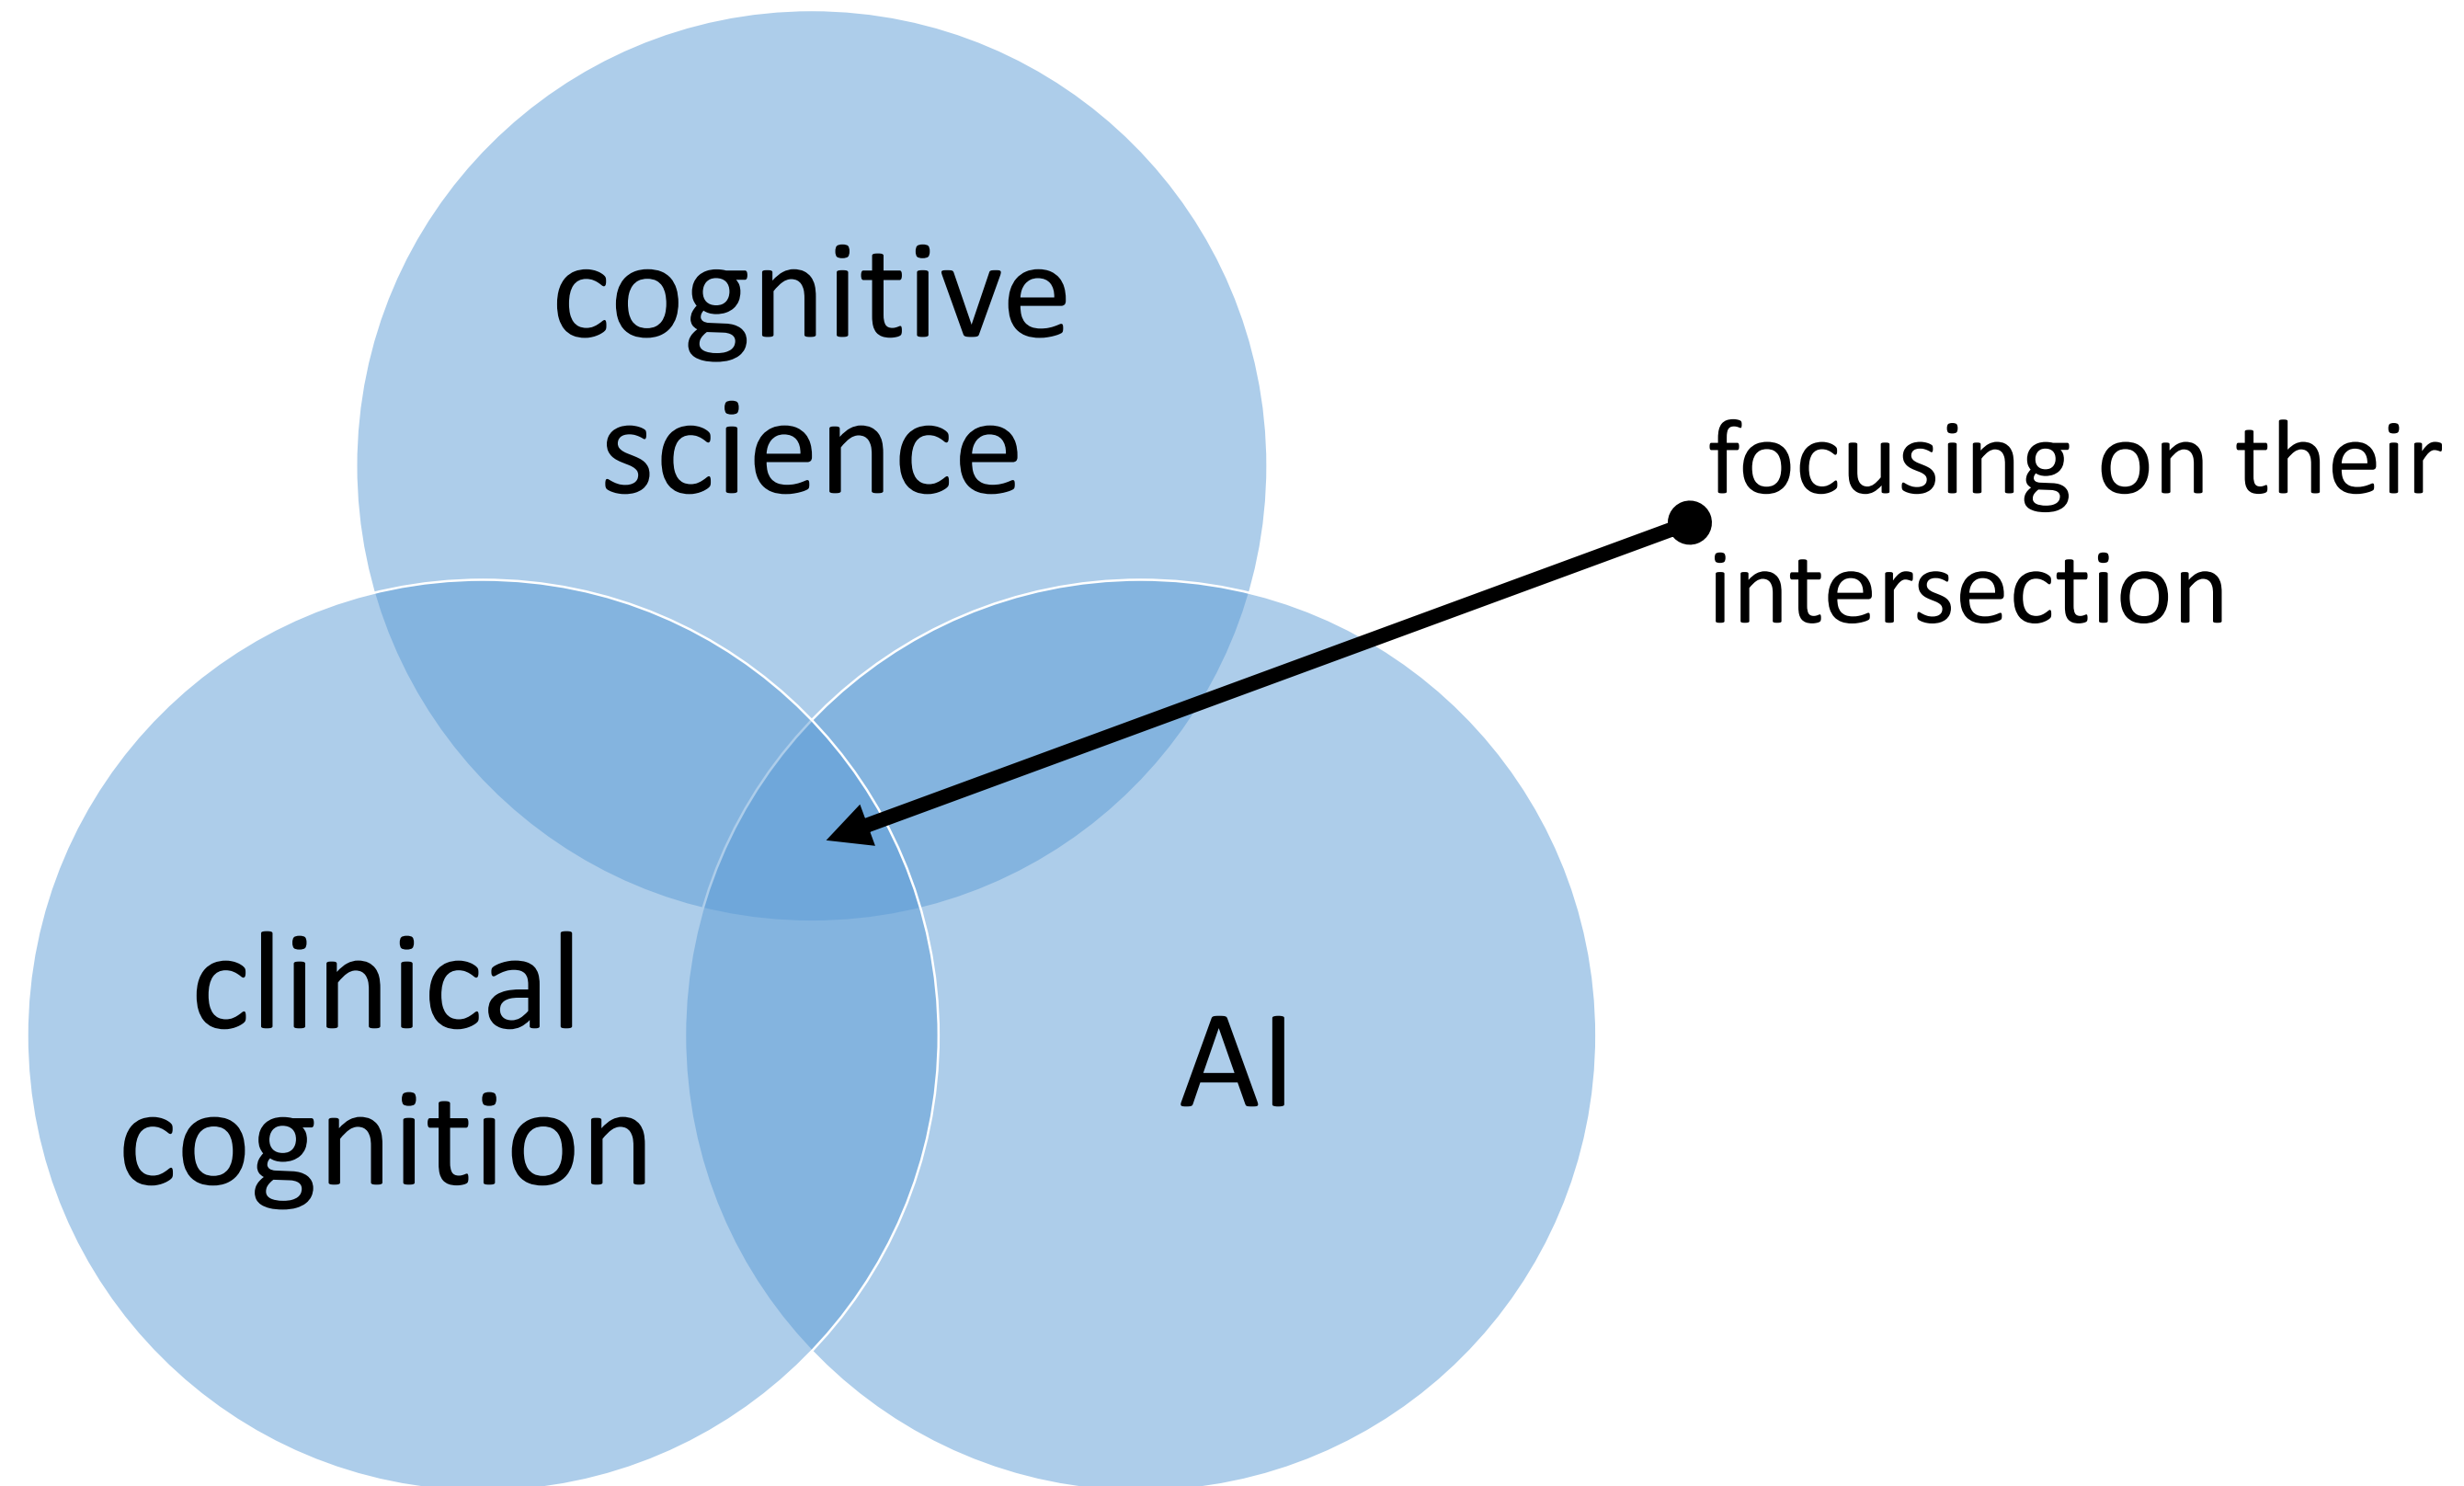 cognitive
science
focusing on their
intersection
clinical
cognition
AI